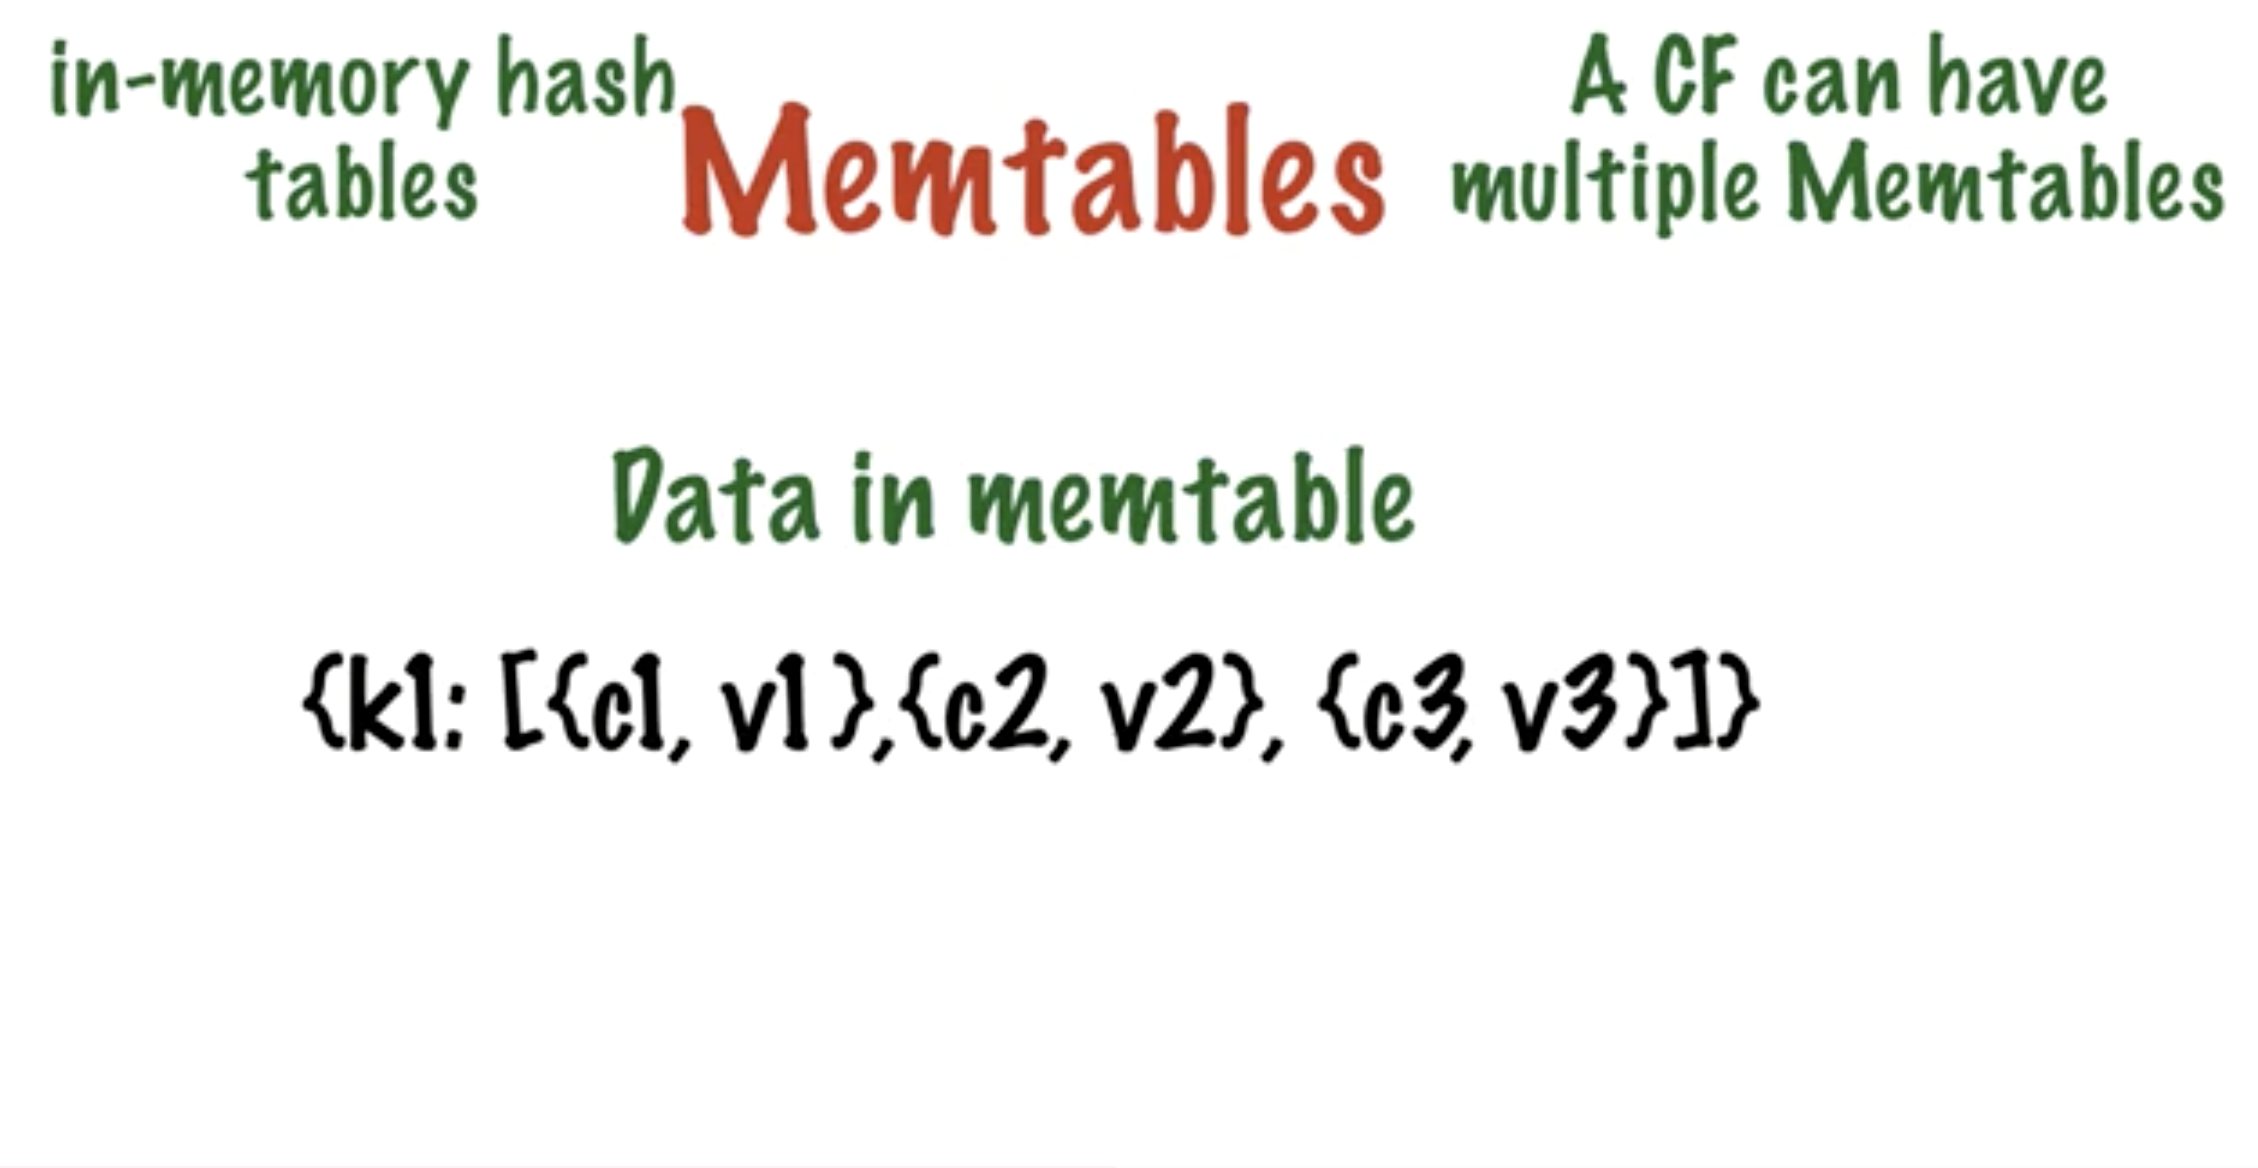 in-memory hash
tables
Memtables
A CF can have
multiple Memtables
Data in memtable
{k1: [{c1, v1 },{c2, v2}, {c3, v3}]}